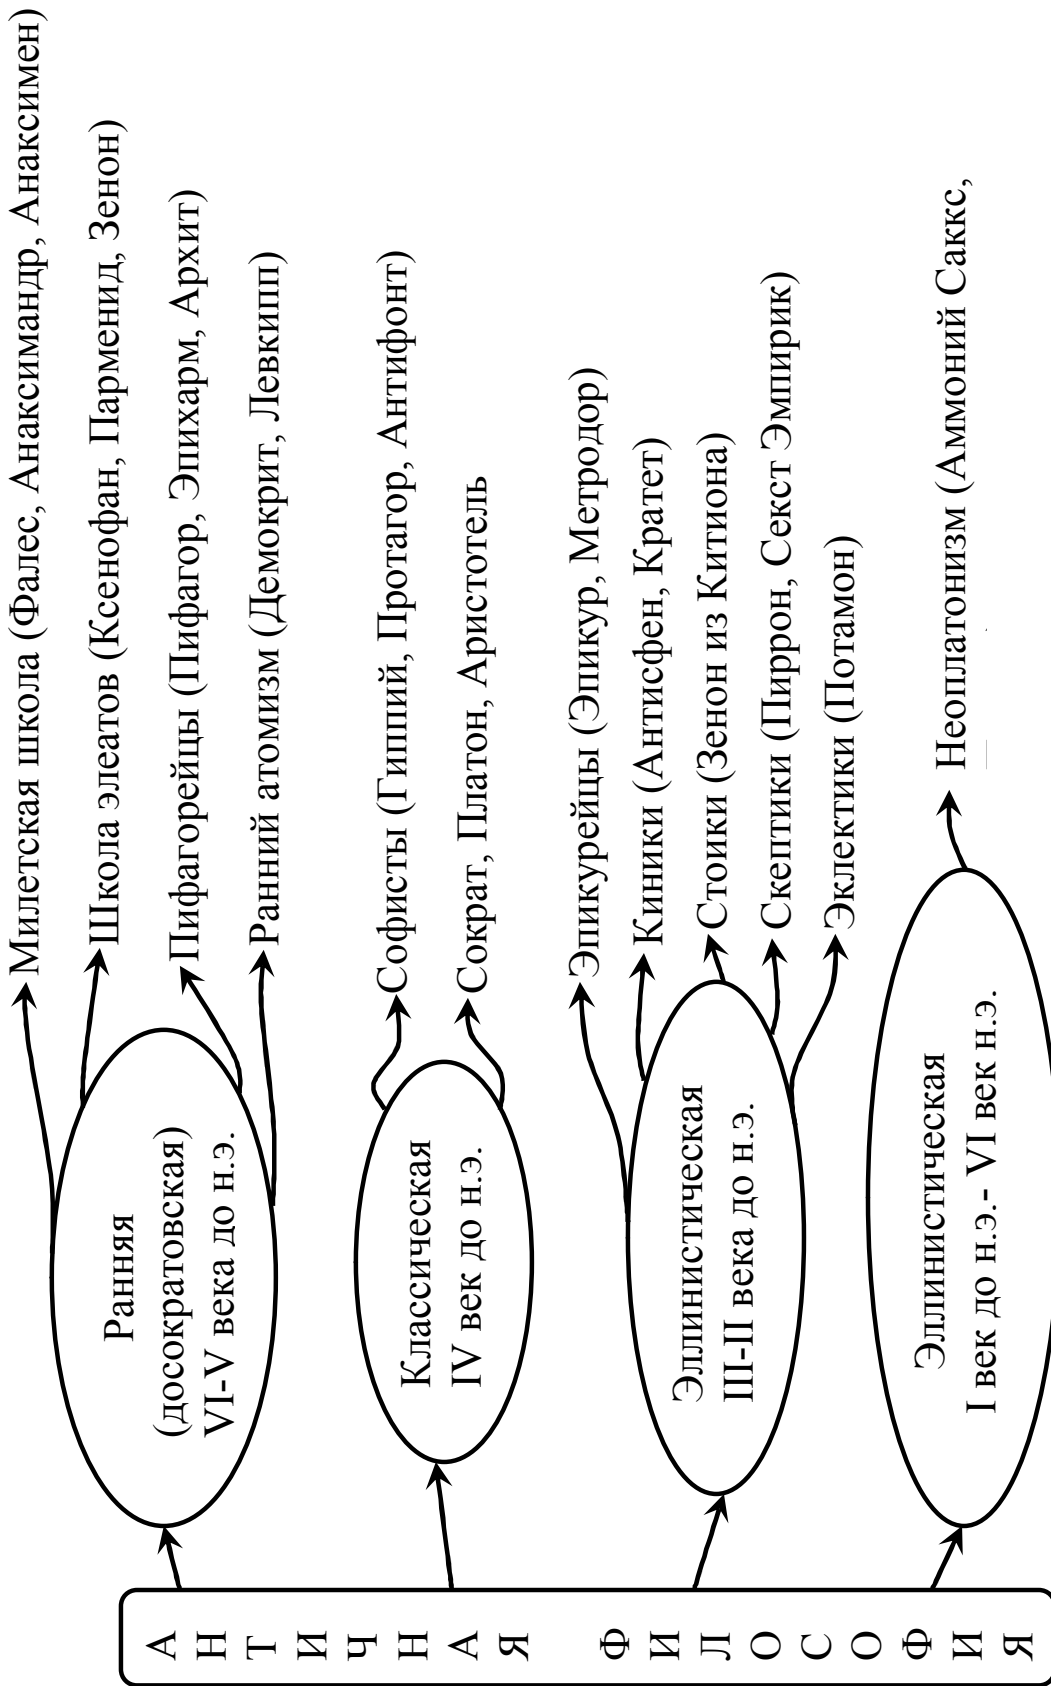 АНТИЧНАЯ ФИЛОСОФИЯ
Ранняя
(досократовская)
VI-V века до н.э.
Милетская школа (Фалес, Анаксимандр, Анаксимен)
Школа элеатов (Ксенофан, Парменид, Зенон)
Пифагорейцы (Пифагор, Эпихарм, Архит)
Ранний атомизм (Демокрит, Левкипп)
Классическая
IV век до н.э.
Софисты (Гиппий, Протагор, Антифонт)
Сократ, Платон, Аристотель
Эллинистическая
III-II века до н.э.
Эпикурейцы (Эпикур, Метродор)
Киники (Антисфен, Кратет)
Стоики (Зенон из Китиона)
Скептики (Пиррон, Секст Эмпирик)
Эклектики (Потамон)
Эллинистическая
I век до н.э.- VI век н.э.
Неоплатонизм (Аммоний Саккс,